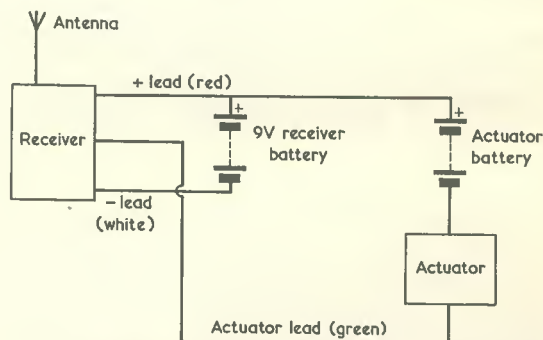 Antenna
+ lead (red)
+
+
Receiver
9V receiver
battery
Actuator
battery
– lead
(white)
Actuator
Actuator lead (green)